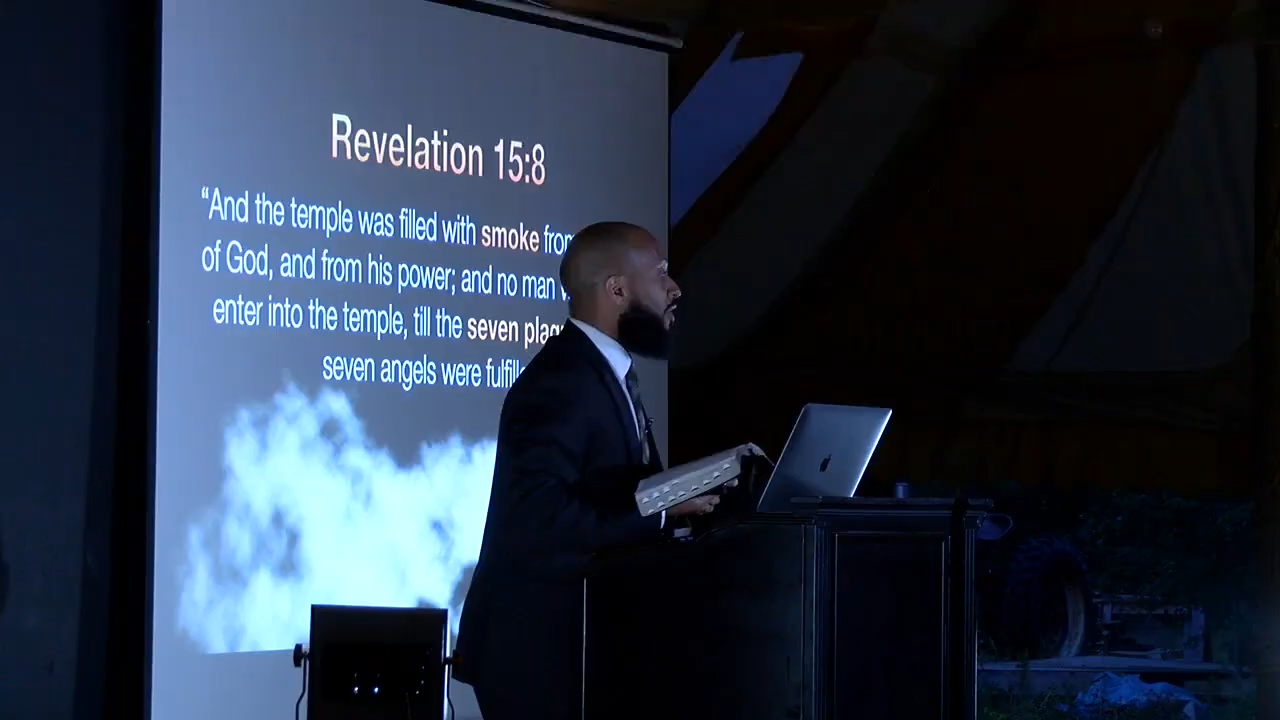 Revelation 15:8
“And the temple was filled with smoke from
of God, and from his power; and no man
enter into the temple, till the seven
seven angels were